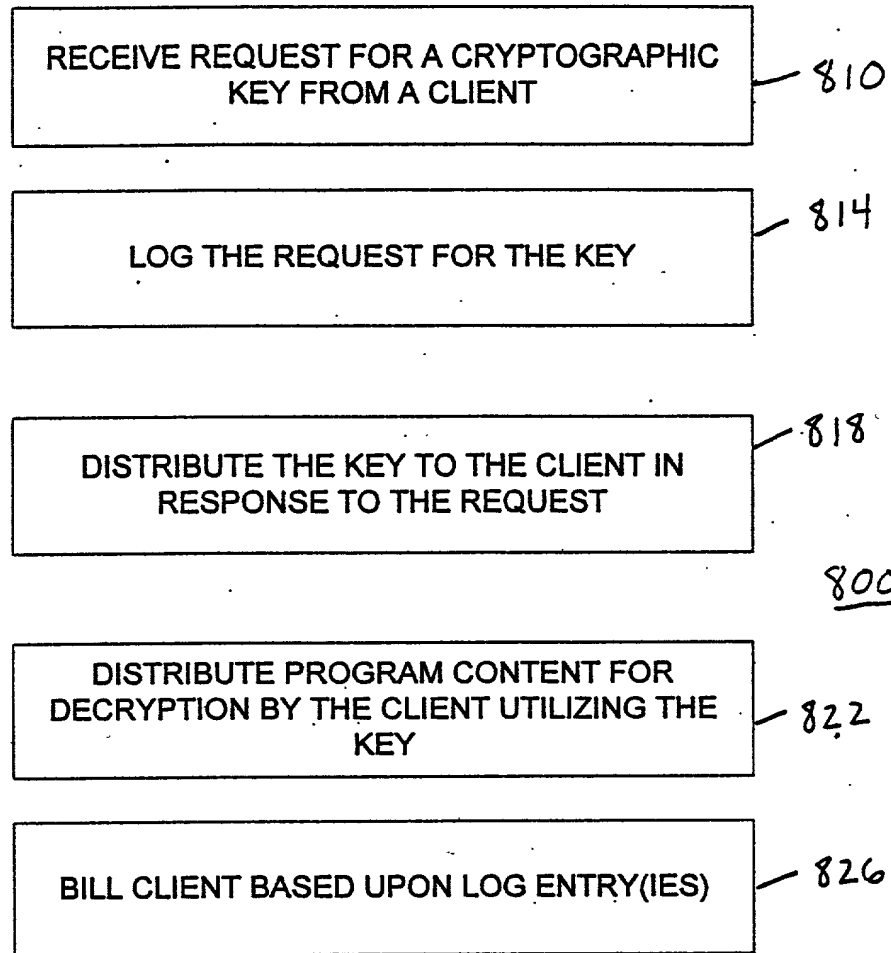 RECEIVE REQUEST FOR A CRYPTOGRAPHIC
KEY FROM A CLIENT
810
814
LOG THE REQUEST FOR THE KEY
818
DISTRIBUTE THE KEY TO THE CLIENT IN
RESPONSE TO THE REQUEST
800
DISTRIBUTE PROGRAM CONTENT FOR
DECRYPTION BY THE CLIENT UTILIZING THE
KEY
822
BILL CLIENT BASED UPON LOG ENTRY(IES)
826